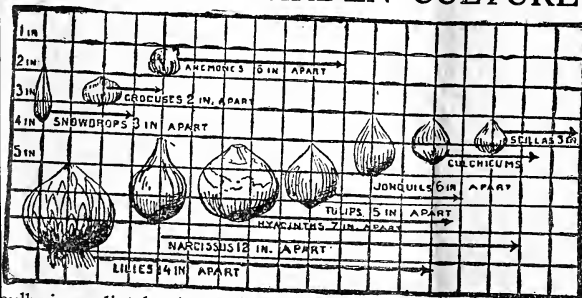 CULTURE
1 IN
2 IN
ANEMONES 6 IN APART
3 IN
CROCUSES 2 IN. APART
4 IN
SNOWDROPS 3 IN APART
SCILLAS 3 IN.
5 IN
CULCHICUMS
JONQUILS 6 IN APART
TULIPS 5 IN APART
HYACINTHS 7 IN. APART
NARCISSUS 12 IN. APART
LILIES 14 IN APART